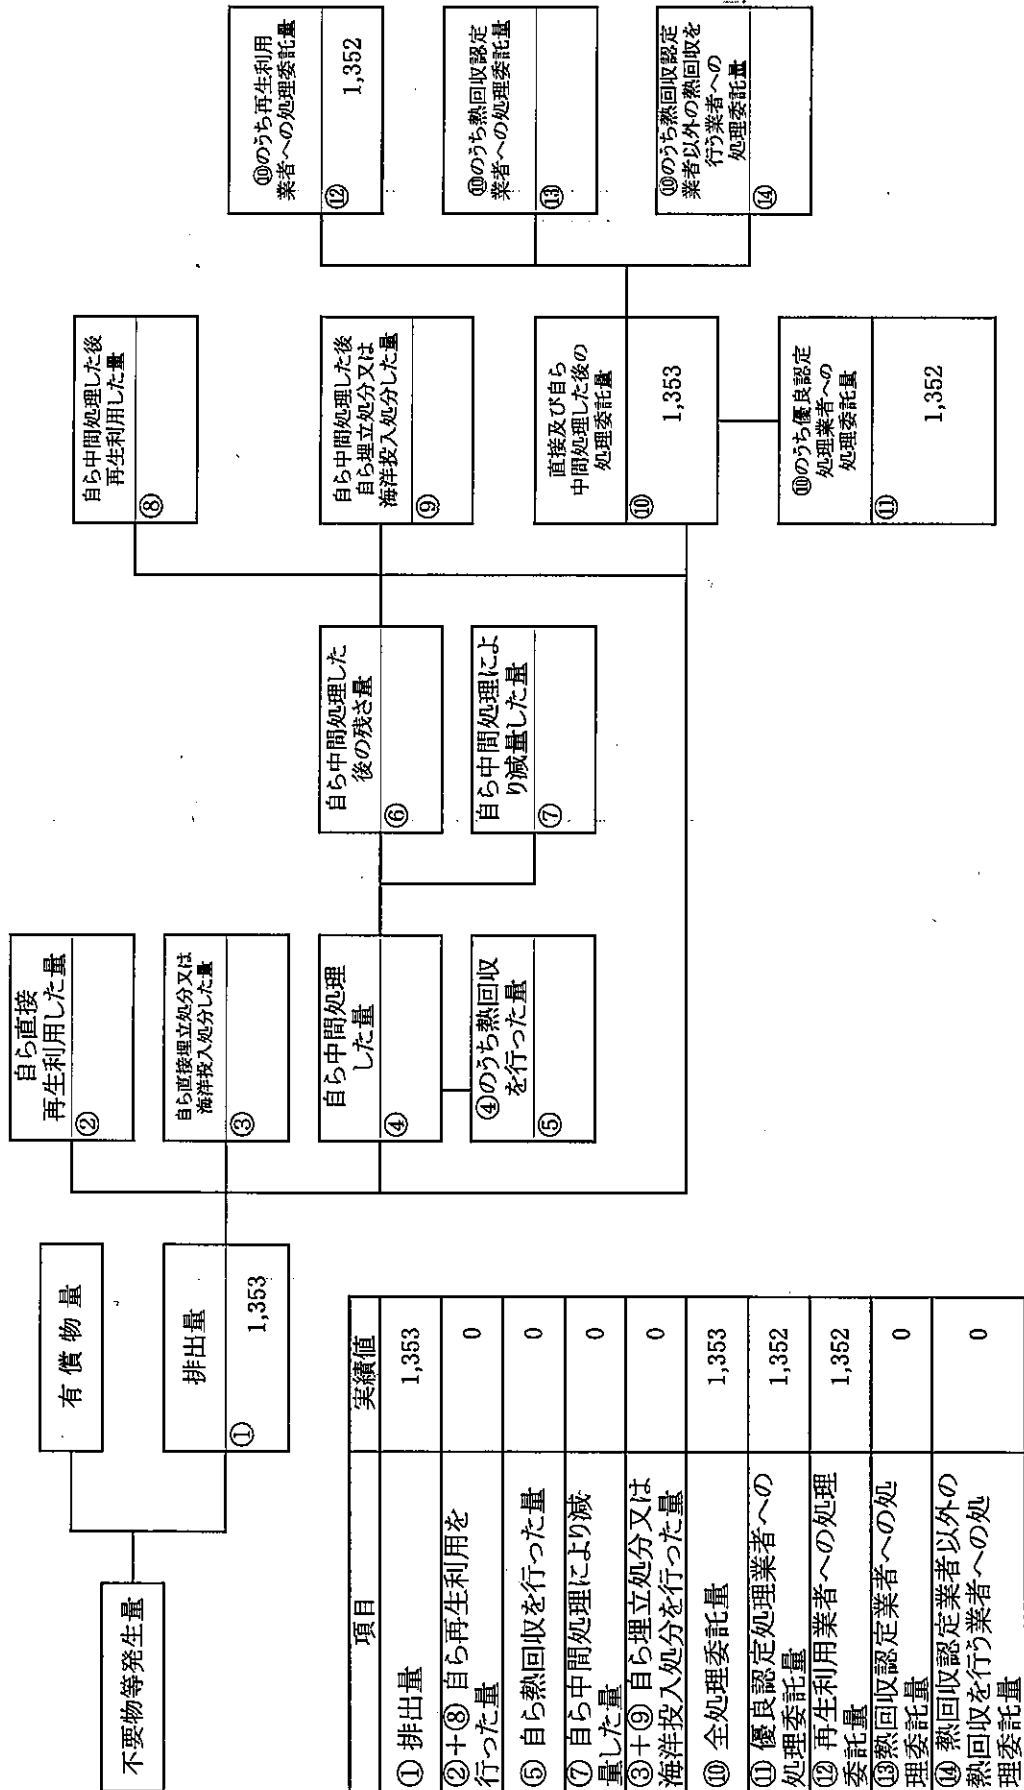 不要物等発生量
有償物量
排出量
①
1,353
自ら直接
再生利用した量
②
自ら直接埋立処分又は
海洋投入処分した量
③
自ら中間処理
した量
④
④のうち熱回収
を行った量
⑤
自ら中間処理した
後の残さ量
⑥
自ら中間処理によ
り減量した量
⑦
自ら中間処理した後
再生利用した量
⑧
自ら中間処理した後
自ら埋立処分又は
海洋投入処分した量
⑨
直接及び自ら
中間処理した後の
処理委託量
⑩
1,353
⑩のうち優良認定
処理業者への
処理委託量
⑪
1,352
⑩のうち再生利用
業者への処理委託量
⑫
1,352
⑩のうち熱回収認定
業者への処理委託量
⑬
⑩のうち熱回収認定
業者以外の熱回収を
行う業者への
処理委託量
⑭
項目 実績値
① 排出量 1,353
②+⑧ 自ら再生利用を
行った量 0
⑤ 自ら熱回収を行った量 0
⑦ 自ら中間処理により減
量した量 0
③+⑨ 自ら埋立処分又は
海洋投入処分を行った量 0
⑩ 全処理委託量 1,353
⑪ 優良認定処理業者への
処理委託量 1,352
⑫ 再生利用業者への処理
委託量 1,352
⑬熱回収認定業者への処
理委託量 0
⑭ 熱回収認定業者以外の
熱回収を行う業者への処
理委託量 0